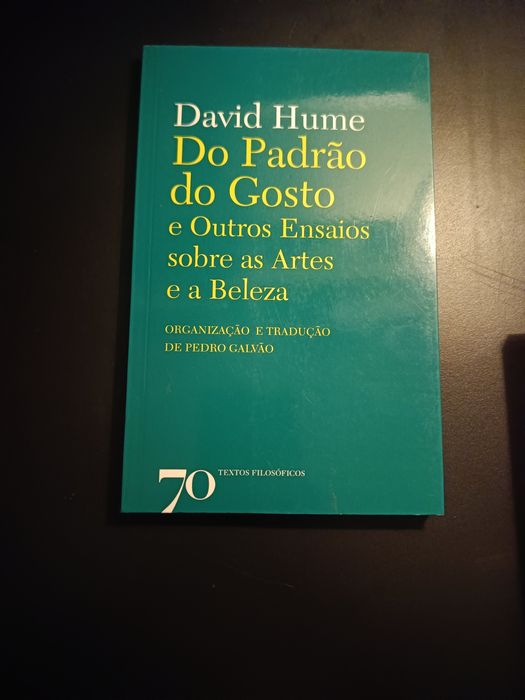 David Hume
Do Padrão
do Gosto
e Outros Ensaios
sobre as Artes
e a Beleza
ORGANIZAÇÃO E TRADUÇÃO
DE PEDRO GALVÃO
70 TEXTOS FILOSÓFICOS